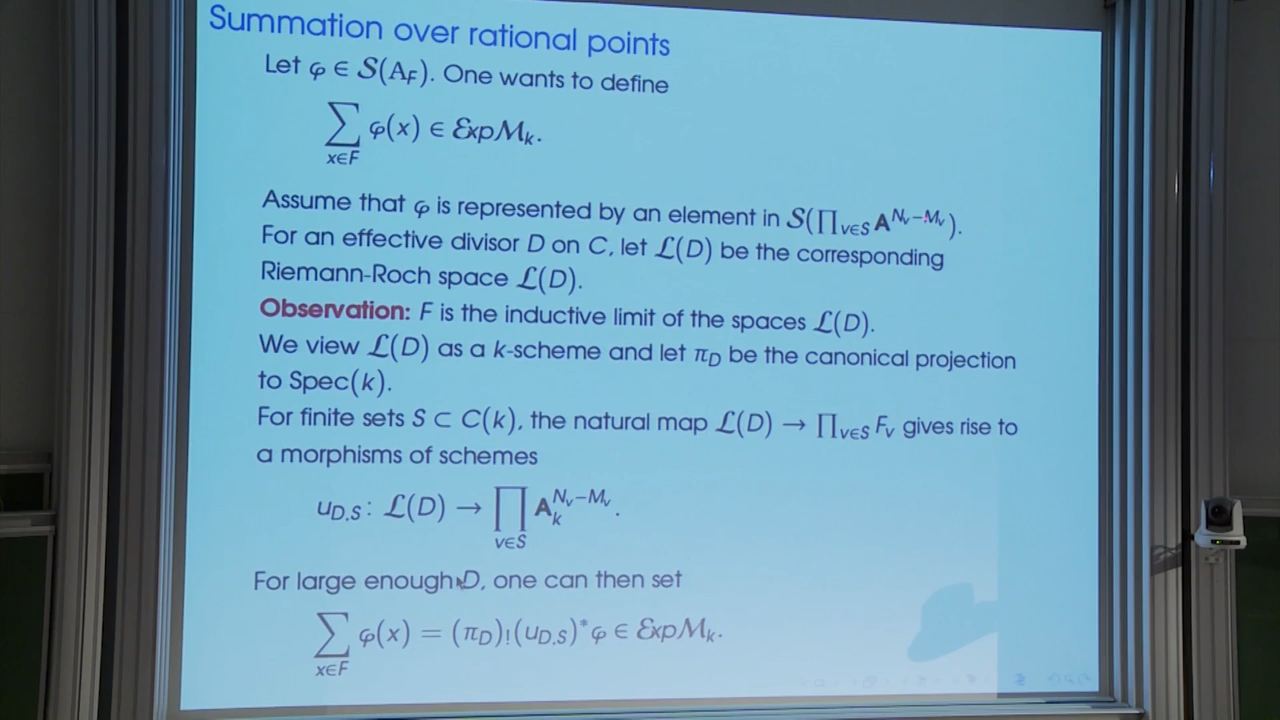 Summation over rational points
Let φ ∈ 𝒮(A_F). One wants to define
∑_{x∈F} φ(x) ∈ ℰxpℳ_k.
Assume that φ is represented by an element in 𝒮(∏_{v∈S} A^{N_v−M_v}).
For an effective divisor D on C, let ℒ(D) be the corresponding
Riemann-Roch space ℒ(D).
Observation: F is the inductive limit of the spaces ℒ(D).
We view ℒ(D) as a k-scheme and let π_D be the canonical projection
to Spec(k).
For finite sets S ⊂ C(k), the natural map ℒ(D) → ∏_{v∈S} F_v gives rise to
a morphisms of schemes
u_{D,S} : ℒ(D) → ∏_{v∈S} A_k^{N_v−M_v}.
For large enough D, one can then set
∑_{x∈F} φ(x) = (π_D)_!(u_{D,S})^*φ ∈ ℰxpℳ_k.